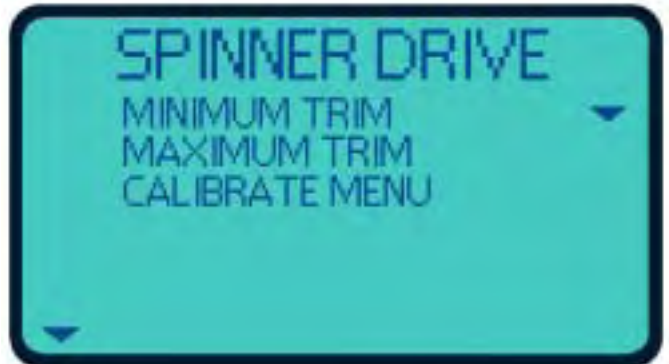 SPINNER DRIVE
MINIMUM TRIM
MAXIMUM TRIM
CALIBRATE MENU